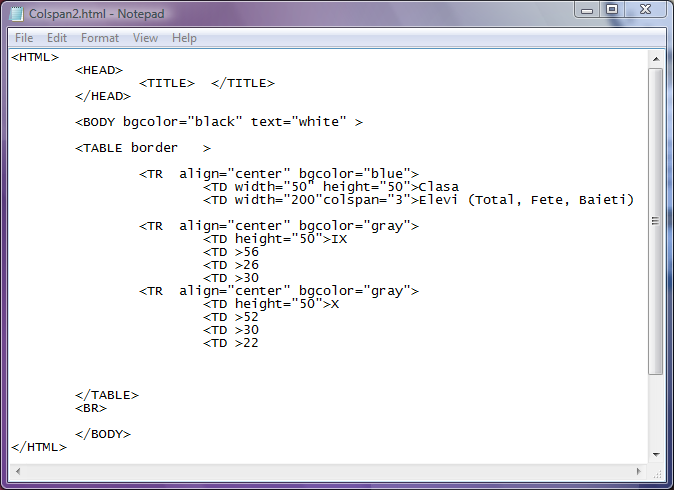 Colspan2.html - Notepad
File Edit Format View Help
<HTML>
<HEAD>
<TITLE>  </TITLE>
</HEAD>
<BODY bgcolor="black" text="white" >
<TABLE border   >
<TR  align="center" bgcolor="blue">
<TD width="50" height="50">Clasa
<TD width="200"colspan="3">Elevi (Total, Fete, Baieti)
<TR  align="center" bgcolor="gray">
<TD height="50">IX
<TD >56
<TD >26
<TD >30
<TR  align="center" bgcolor="gray">
<TD height="50">X
<TD >52
<TD >30
<TD >22
</TABLE>
<BR>
</BODY>
</HTML>